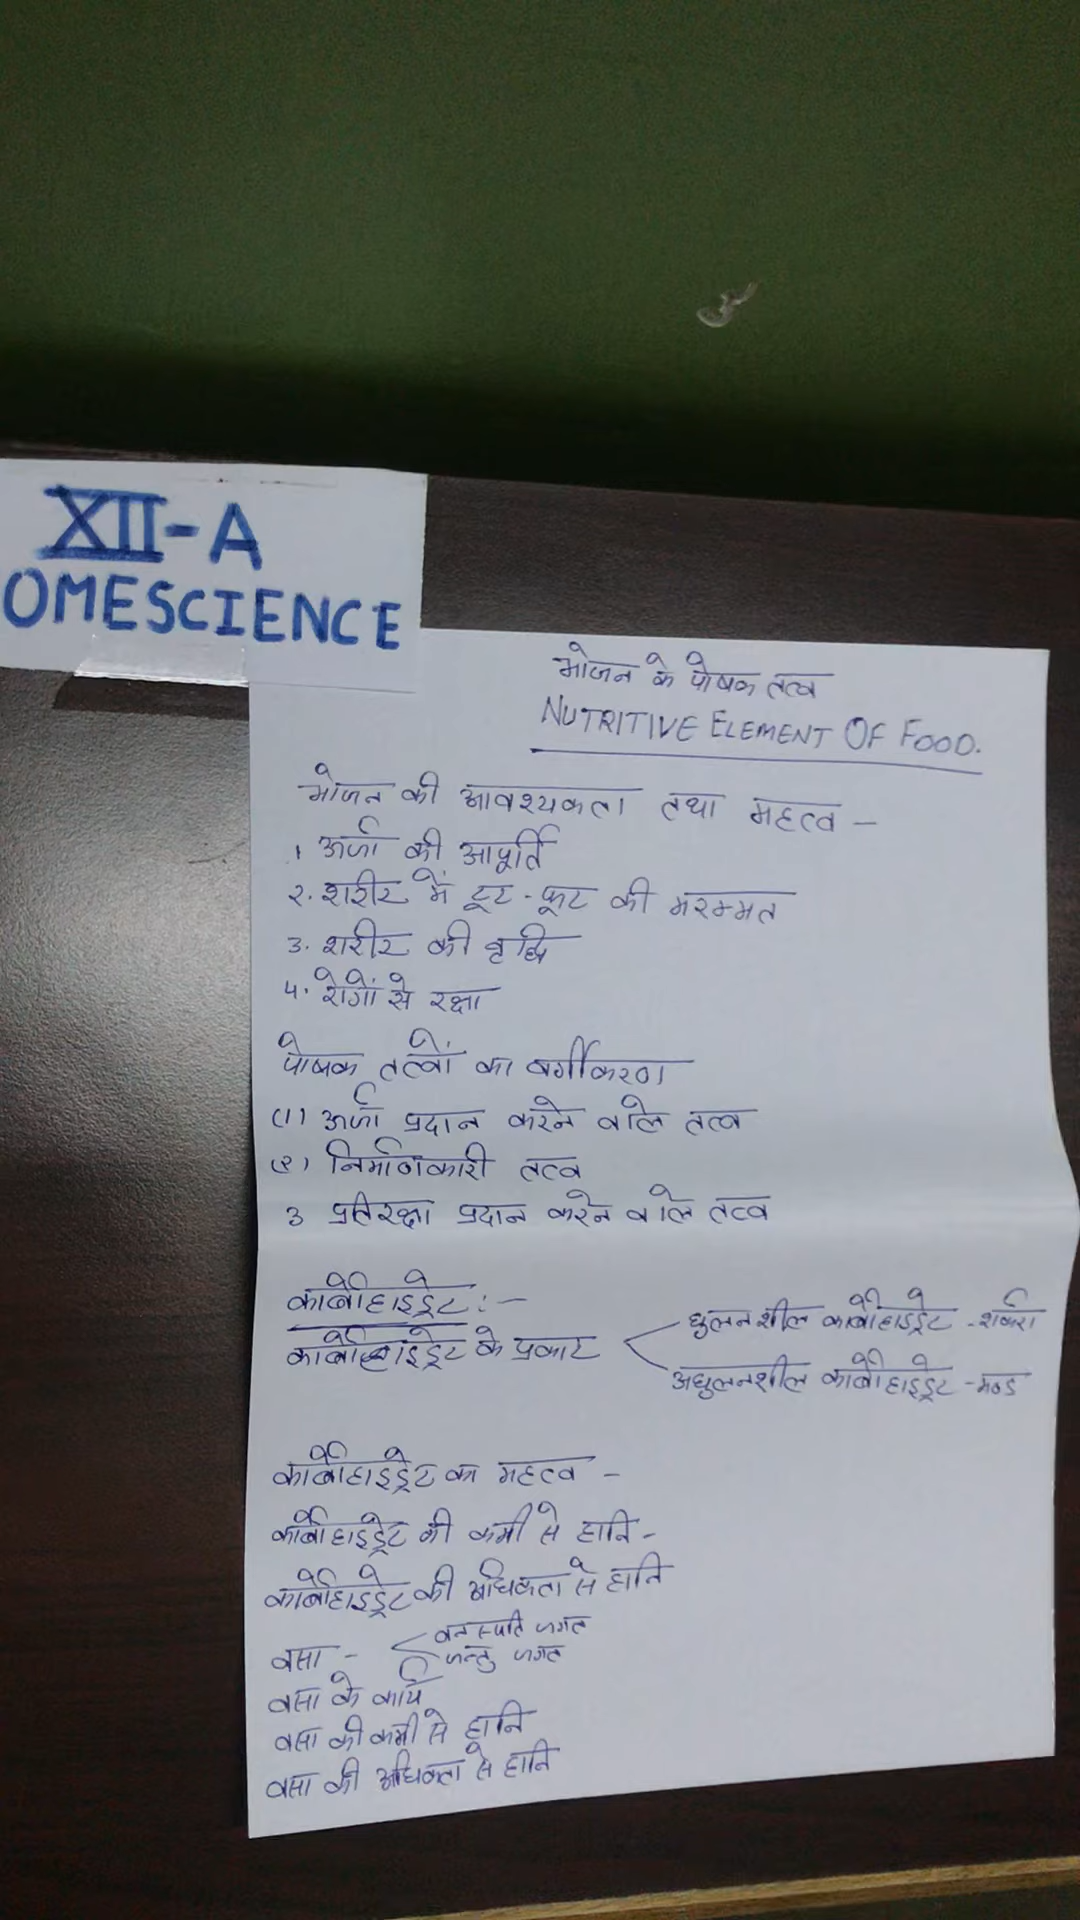 XII-A
OMESCIENCE
भोजन के पोषक तत्व
NUTRITIVE ELEMENT OF FOOD.
भोजन की आवश्यकता तथा महत्व -
1 ऊर्जा की आपूर्ति
२. शरीर में टूट-फूट की मरम्मत
३. शरीर की वृद्धि
4. रोगों से रक्षा
पोषक तत्वों का वर्गीकरण
(1) ऊर्जा प्रदान करने वाले तत्व
(२) निर्माणकारी तत्व
३ प्रतिरक्षा प्रदान करने वाले तत्व
कार्बोहाइड्रेट :-
कार्बोहाइड्रेट के प्रकार
घुलनशील कार्बोहाइड्रेट - शर्करा
अघुलनशील कार्बोहाइड्रेट - मण्ड
कार्बोहाइड्रेट का महत्व -
कार्बोहाइड्रेट की कमी से हानि -
कार्बोहाइड्रेट की अधिकता से हानि
वसा - वनस्पति जगत
जन्तु जगत
वसा के कार्य
वसा की कमी से हानि
वसा की अधिकता से हानि